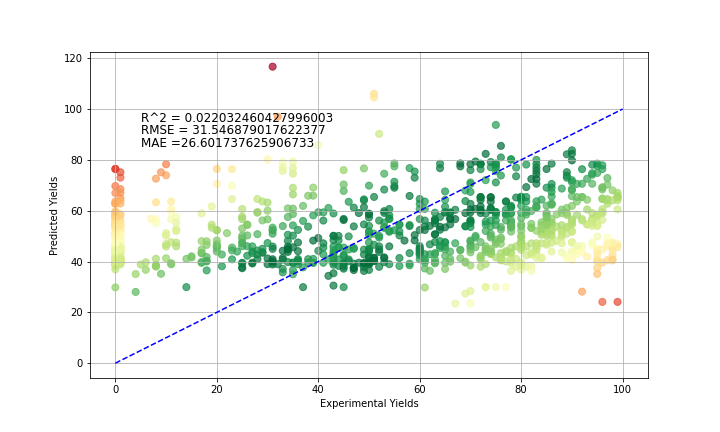 120
100
80
60
40
20
0
Predicted Yields
R^2 = 0.022032460427996003
RMSE = 31.546879017622377
MAE =26.601737625906733
0
20
40
60
80
100
Experimental Yields